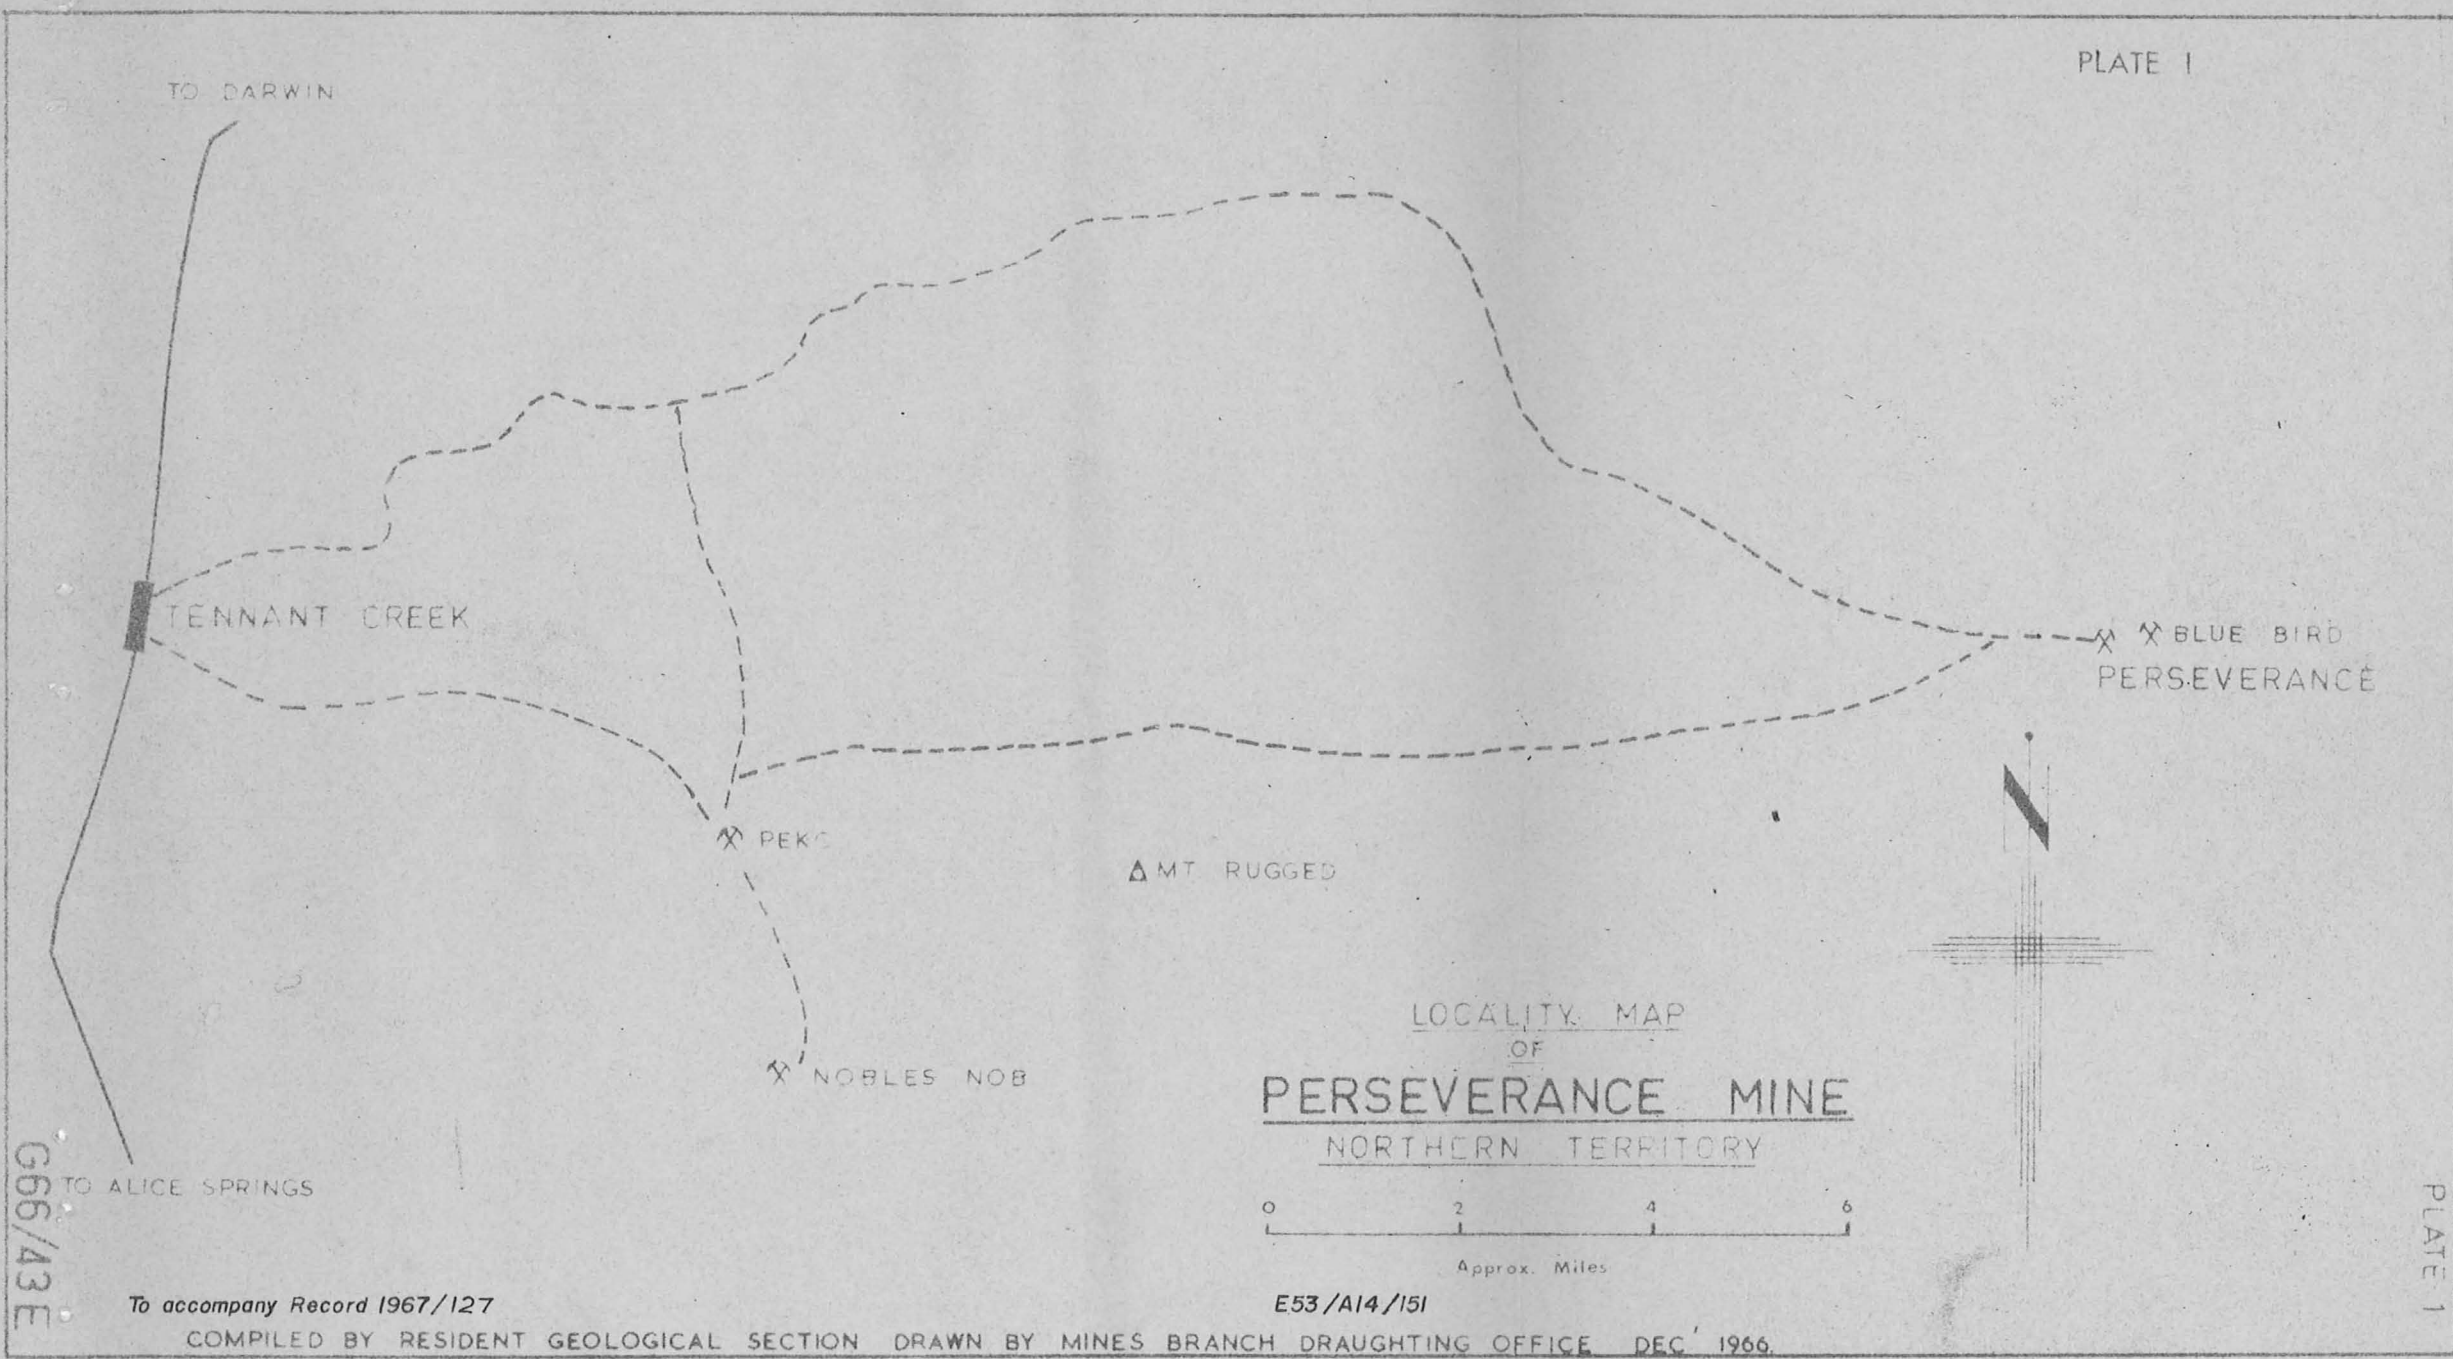 PLATE 1
TO DARWIN
TENNANT CREEK
BLUE BIRD
PERSEVERANCE
N
PEKO
MT RUGGED
NOBLES NOB
LOCALITY MAP
OF
PERSEVERANCE MINE
NORTHERN TERRITORY
0 2 4 6
Approx. Miles
TO ALICE SPRINGS
G66/43E
PLATE 1
To accompany Record 1967/127
E53/A14/151
COMPILED BY RESIDENT GEOLOGICAL SECTION DRAWN BY MINES BRANCH DRAUGHTING OFFICE DEC' 1966.